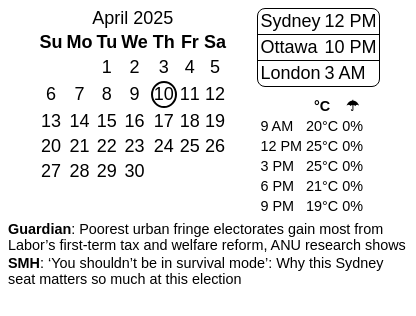 April 2025
Su Mo Tu We Th Fr Sa
1 2 3 4 5
6 7 8 9 10 11 12
13 14 15 16 17 18 19
20 21 22 23 24 25 26
27 28 29 30
Sydney 12 PM
Ottawa 10 PM
London 3 AM
°C ☂
9 AM 20°C 0%
12 PM 25°C 0%
3 PM 25°C 0%
6 PM 21°C 0%
9 PM 19°C 0%
Guardian: Poorest urban fringe electorates gain most from
Labor’s first-term tax and welfare reform, ANU research shows
SMH: ‘You shouldn’t be in survival mode’: Why this Sydney
seat matters so much at this election